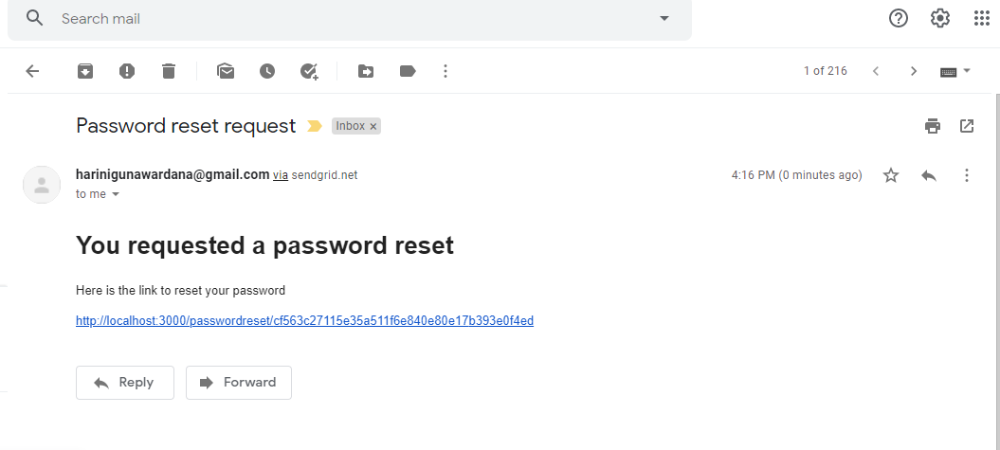 Search mail
1 of 216
Password reset request Inbox x
harinigunawardana@gmail.com via sendgrid.net 4:16 PM (0 minutes ago)
to me
You requested a password reset
Here is the link to reset your password
http://localhost:3000/passwordreset/cf563c27115e35a511f6e840e80e17b393e0f4ed
Reply Forward